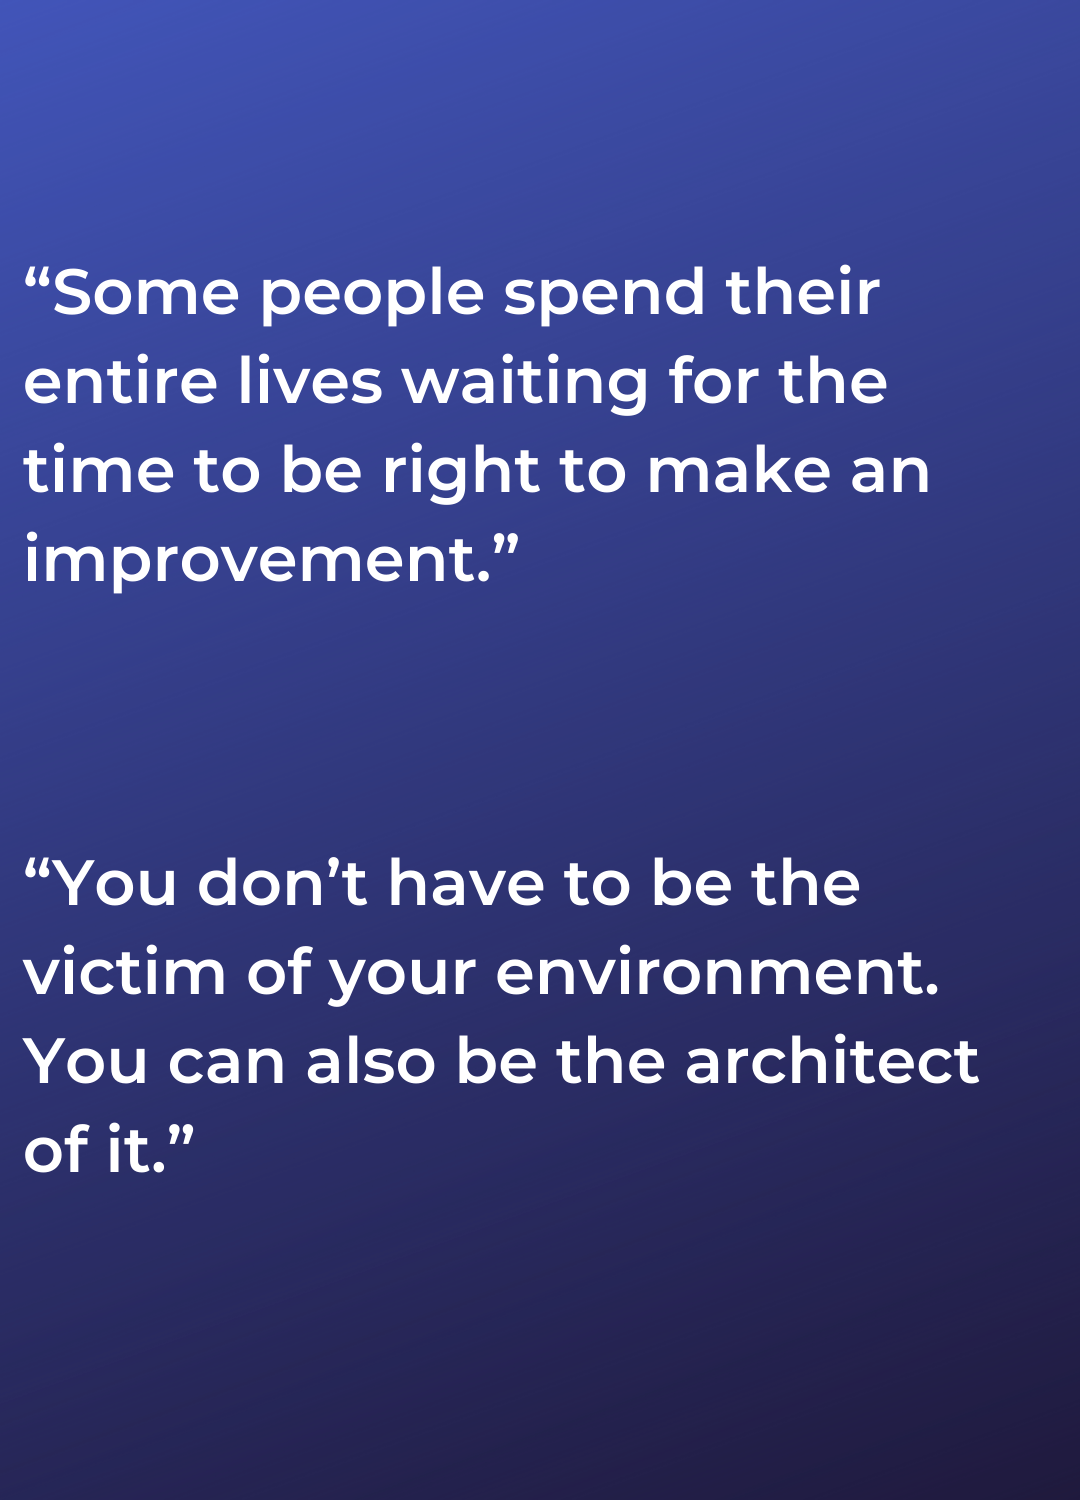 “Some people spend their
entire lives waiting for the
time to be right to make an
improvement.”
“You don’t have to be the
victim of your environment.
You can also be the architect
of it.”